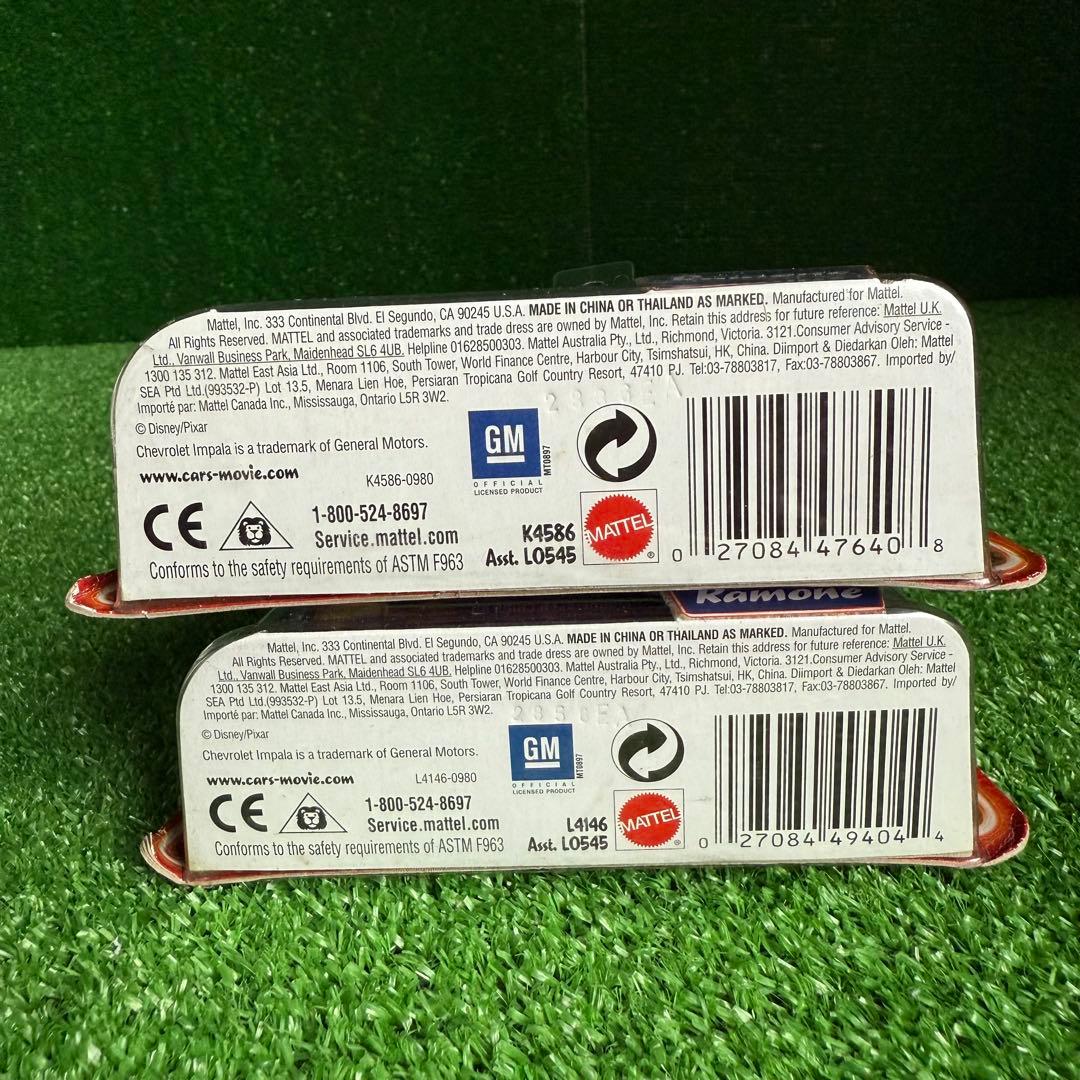 Mattel, Inc. 333 Continental Blvd. El Segundo, CA 90245 U.S.A. MADE IN CHINA OR THAILAND AS MARKED. Manufactured for Mattel.
All Rights Reserved. MATTEL and associated trademarks and trade dress are owned by Mattel, Inc. Retain this address for future reference: Mattel U.K.
Ltd., Vanwall Business Park, Maidenhead SL6 4UB. Helpline 01628500303. Mattel Australia Pty., Ltd., Richmond, Victoria. 3121.Consumer Advisory Service -
1300 135 312. Mattel East Asia Ltd., Room 1106, South Tower, World Finance Centre, Harbour City, Tsimshatsui, HK, China. Diimport & Diedarkan Oleh: Mattel
SEA Ptd Ltd.(993532-P) Lot 13.5, Menara Lien Hoe, Persiaran Tropicana Golf Country Resort, 47410 PJ. Tel:03-78803817, Fax:03-78803867. Imported by/
Importé par: Mattel Canada Inc., Mississauga, Ontario L5R 3W2.
© Disney/Pixar
Chevrolet Impala is a trademark of General Motors.
www.cars-movie.com
K4586-0980
GM
MT0897
OFFICIAL
LICENSED PRODUCT
CE
1-800-524-8697
Service.mattel.com
Conforms to the safety requirements of ASTM F963
K4586
Asst. L0545
MATTEL
®
0 27084 47640 8
Ramone
Mattel, Inc. 333 Continental Blvd. El Segundo, CA 90245 U.S.A. MADE IN CHINA OR THAILAND AS MARKED. Manufactured for Mattel.
All Rights Reserved. MATTEL and associated trademarks and trade dress are owned by Mattel, Inc. Retain this address for future reference: Mattel U.K.
Ltd., Vanwall Business Park, Maidenhead SL6 4UB. Helpline 01628500303. Mattel Australia Pty., Ltd., Richmond, Victoria. 3121.Consumer Advisory Service -
1300 135 312. Mattel East Asia Ltd., Room 1106, South Tower, World Finance Centre, Harbour City, Tsimshatsui, HK, China. Diimport & Diedarkan Oleh: Mattel
SEA Ptd Ltd.(993532-P) Lot 13.5, Menara Lien Hoe, Persiaran Tropicana Golf Country Resort, 47410 PJ. Tel:03-78803817, Fax:03-78803867. Imported by/
Importé par: Mattel Canada Inc., Mississauga, Ontario L5R 3W2.
© Disney/Pixar
Chevrolet Impala is a trademark of General Motors.
www.cars-movie.com
L4146-0980
GM
MT0897
OFFICIAL
LICENSED PRODUCT
CE
1-800-524-8697
Service.mattel.com
Conforms to the safety requirements of ASTM F963
L4146
Asst. L0545
MATTEL
®
0 27084 49404 4